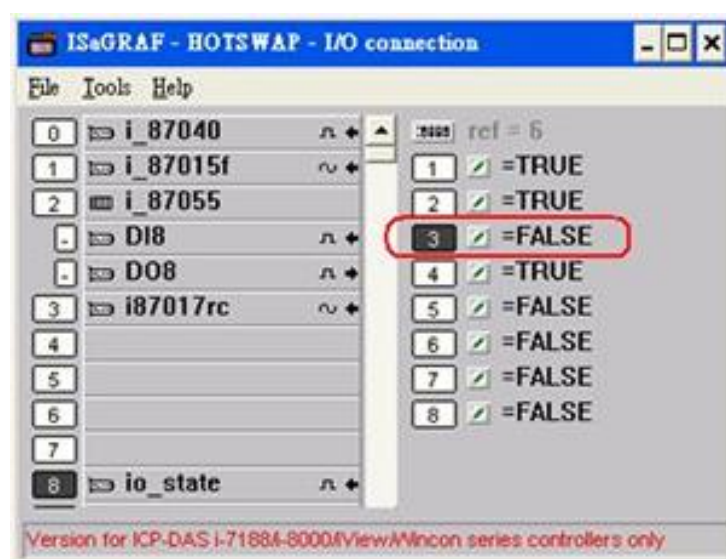 ISaGRAF - HOTSWAP - I/O connection
File Tools Help
0 i_87040
1 i_87015f
2 i_87055
- DI8
- DO8
3 i87017rc
4
5
6
7
8 io_state
ref = 6
1 =TRUE
2 =TRUE
3 =FALSE
4 =TRUE
5 =FALSE
6 =FALSE
7 =FALSE
8 =FALSE
Version for ICP-DAS i-7188/i-8000/iView/Wincon series controllers only